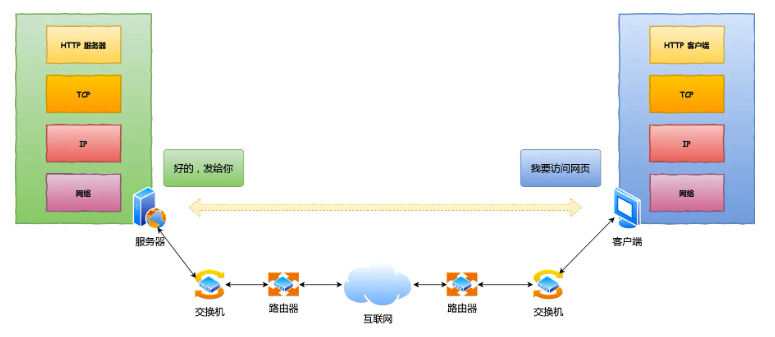 HTTP 服务器
TCP
IP
网络
好的，发给你
服务器
HTTP 客户端
TCP
IP
网络
我要访问网页
客户端
交换机
路由器
互联网
路由器
交换机